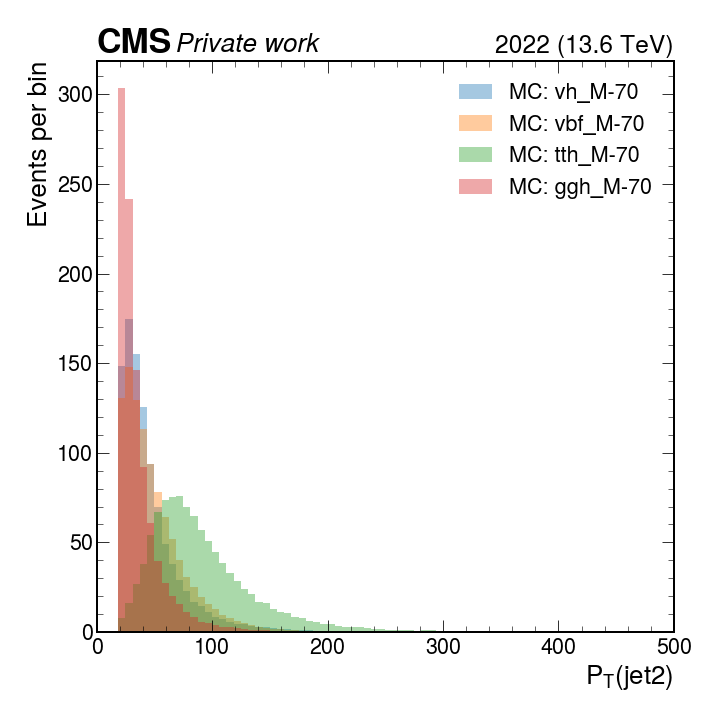 CMS Private work 2022 (13.6 TeV)
Events per bin
MC: vh_M-70
MC: vbf_M-70
MC: tth_M-70
MC: ggh_M-70
300
250
200
150
100
50
0
0 100 200 300 400 500
P_T(jet2)